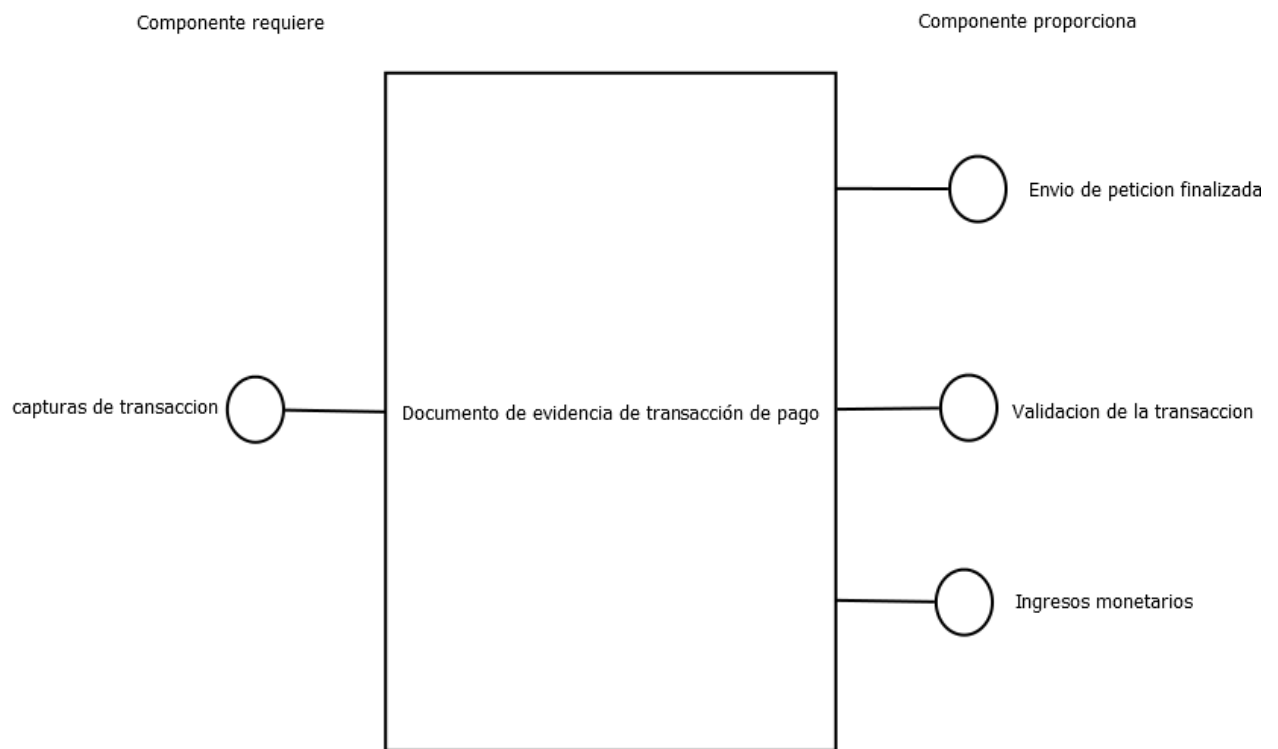 Componente requiere
Componente proporciona
Envio de peticion finalizada
capturas de transaccion
Documento de evidencia de transacción de pago
Validacion de la transaccion
Ingresos monetarios